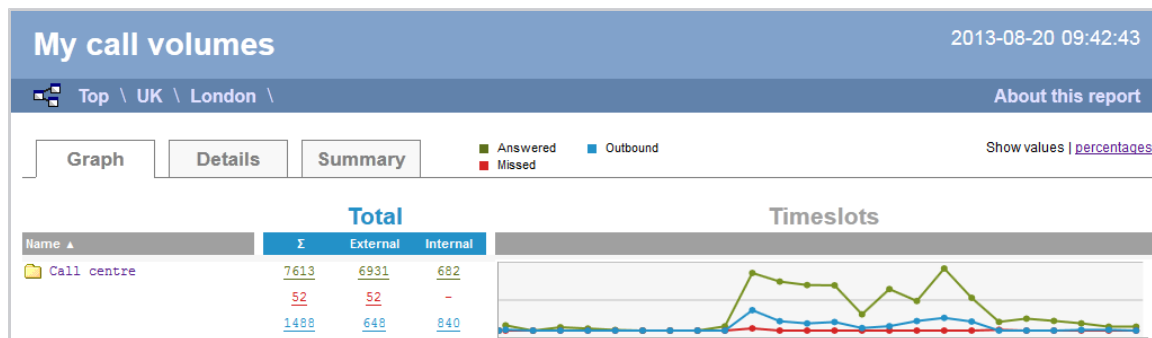 My call volumes 2013-08-20 09:42:43
Top \ UK \ London \ About this report
Graph Details Summary Answered Outbound Show values | percentages
Missed
Total Timeslots
Name ▲ Σ External Internal
Call centre 7613 6931 682
52 52 -
1488 648 840